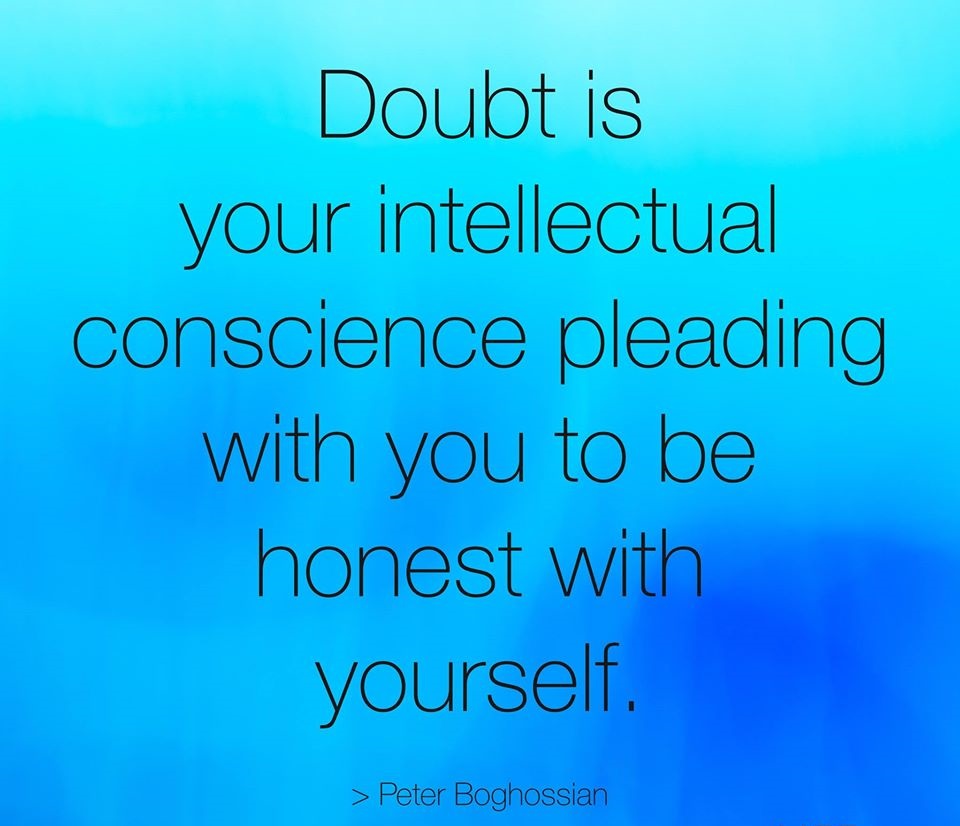 Doubt is
your intellectual
conscience pleading
with you to be
honest with
yourself.
> Peter Boghossian